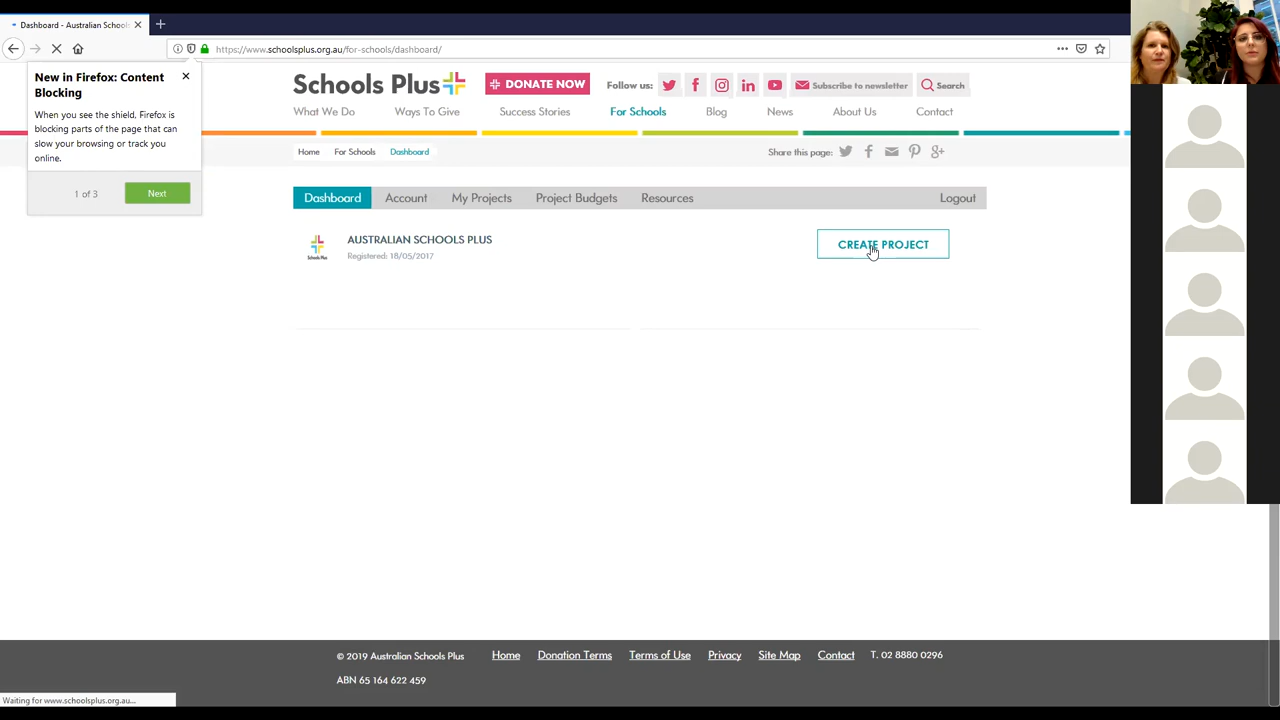 Dashboard - Australian Schools
https://www.schoolsplus.org.au/for-schools/dashboard/
New in Firefox: Content
Blocking
When you see the shield, Firefox is
blocking parts of the page that can
slow your browsing or track you
online.
1 of 3
Next
Schools Plus
DONATE NOW
Follow us:
Subscribe to newsletter
Search
What We Do
Ways To Give
Success Stories
For Schools
Blog
News
About Us
Contact
Home
For Schools
Dashboard
Share this page:
Dashboard
Account
My Projects
Project Budgets
Resources
Logout
Schools Plus
AUSTRALIAN SCHOOLS PLUS
Registered: 18/05/2017
CREATE PROJECT
© 2019 Australian Schools Plus
Home
Donation Terms
Terms of Use
Privacy
Site Map
Contact
T. 02 8880 0296
ABN 65 164 622 459
Waiting for www.schoolsplus.org.au...